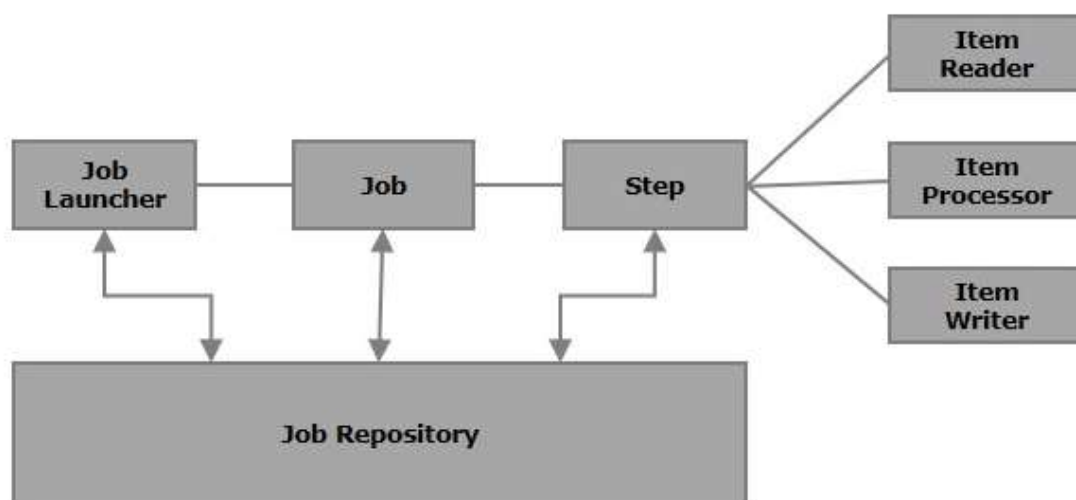 Item
Reader
Job
Launcher
Job
Step
Item
Processor
Item
Writer
Job Repository